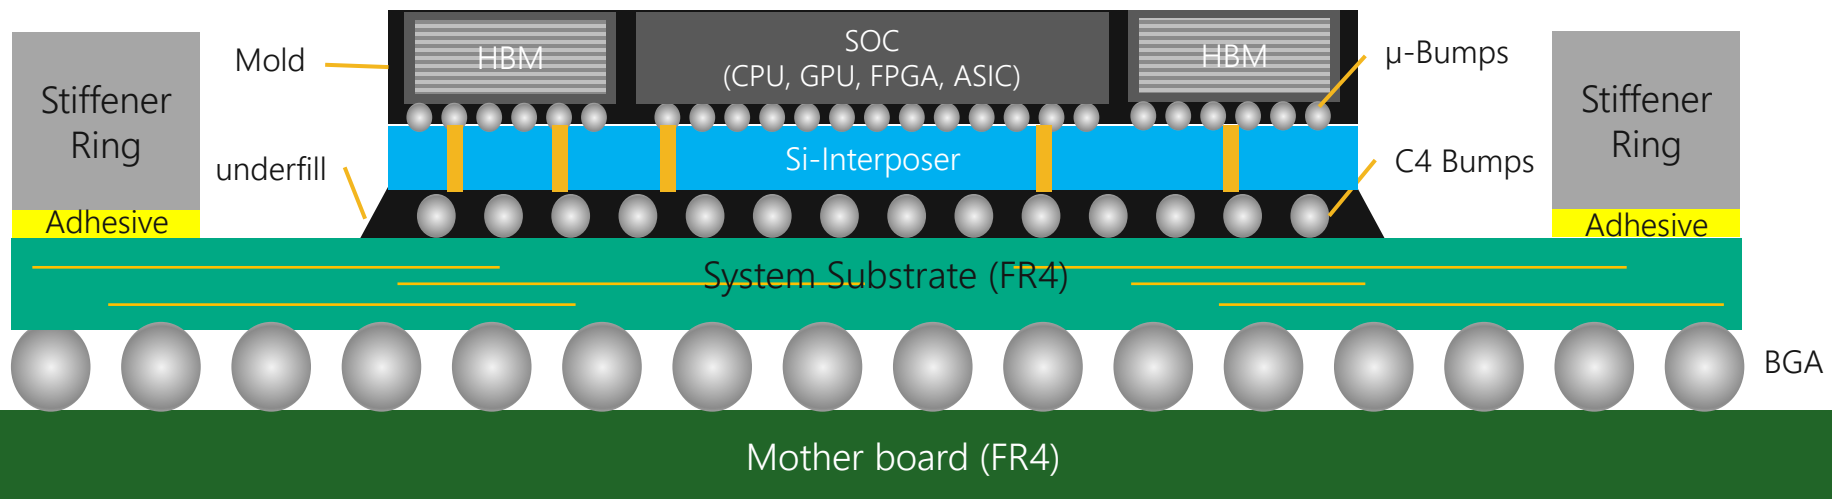 Stiffener
Ring
Adhesive
Mold
underfill
HBM
SOC
(CPU, GPU, FPGA, ASIC)
HBM
µ-Bumps
C4 Bumps
Stiffener
Ring
Adhesive
Si-Interposer
System Substrate (FR4)
BGA
Mother board (FR4)